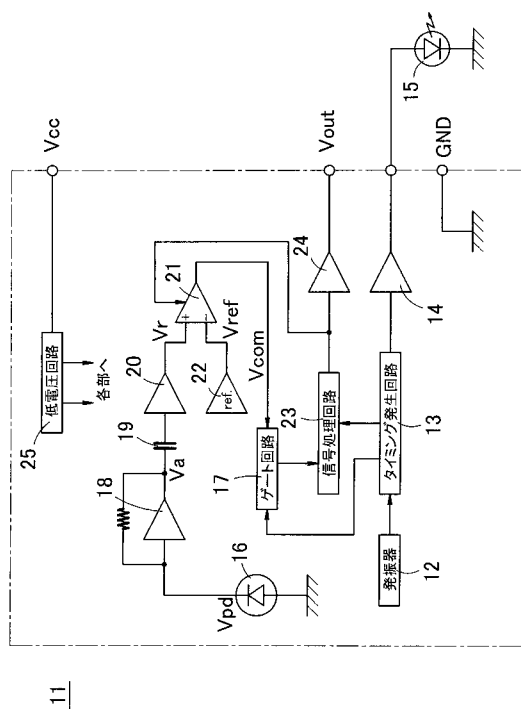 11
Vcc
低電圧回路
25
各部へ
18
Va
19
20
Vr
21
22
ref.
Vref
Vcom
Vpd
16
17
ゲート回路
信号処理回路
23
24
Vout
発振器
12
タイミング発生回路
13
14
15
GND
+
-